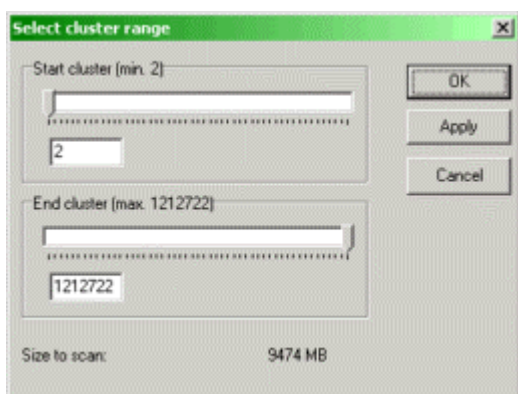 Select cluster range
Start cluster (min. 2)
2
OK
Apply
Cancel
End cluster (max. 1212722)
1212722
Size to scan: 9474 MB